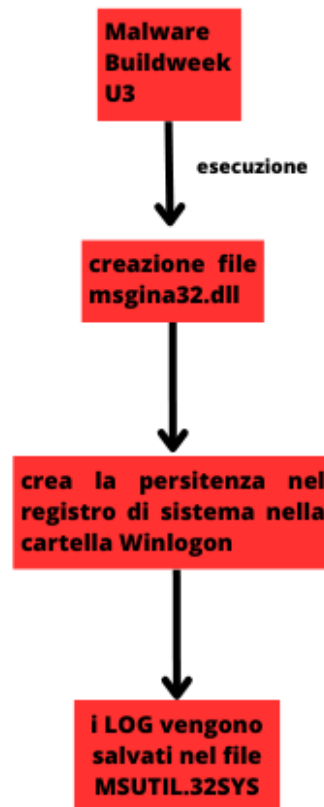 Malware
Buildweek
U3
esecuzione
creazione file
msgina32.dll
crea la persitenza nel
registro di sistema nella
cartella Winlogon
i LOG vengono
salvati nel file
MSUTIL.32SYS